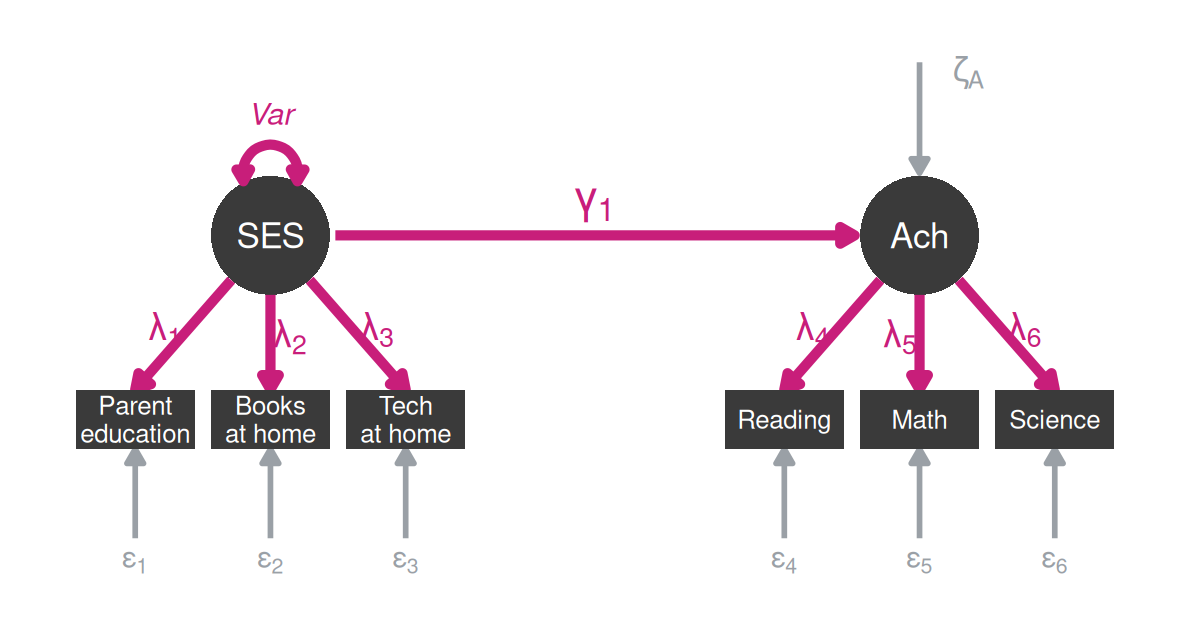 ζA
Var
SES
γ1
Ach
λ1
λ2
λ3
λ4
λ5
λ6
Parent
education
Books
at home
Tech
at home
Reading
Math
Science
ε1
ε2
ε3
ε4
ε5
ε6